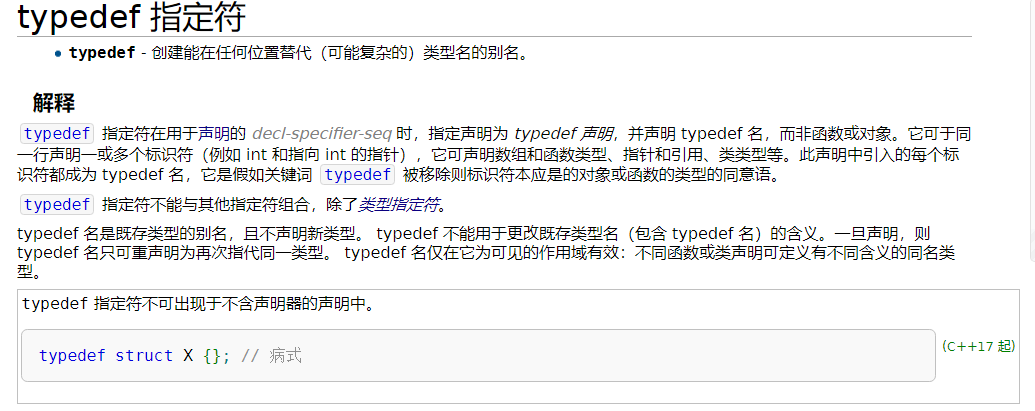 typedef 指定符
• typedef - 创建能在任何位置替代（可能复杂的）类型名的别名。
解释
typedef 指定符在用于声明的 decl-specifier-seq 时，指定声明为 typedef 声明，并声明 typedef 名，而非函数或对象。它可于同
一行声明一或多个标识符（例如 int 和指向 int 的指针），它可声明数组和函数类型、指针和引用、类类型等。此声明中引入的每个标
识符都成为 typedef 名，它是假如关键词 typedef 被移除则标识符本应是的对象或函数的类型的同意语。
typedef 指定符不能与其他指定符组合，除了类型指定符。
typedef 名是既存类型的别名，且不声明新类型。 typedef 不能用于更改既存类型名（包含 typedef 名）的含义。一旦声明，则
typedef 名只可重声明为再次指代同一类型。 typedef 名仅在它为可见的作用域有效：不同函数或类声明可定义有不同含义的同名类
型。
typedef 指定符不可出现于不含声明器的声明中。
typedef struct X {}; // 病式
(C++17 起)